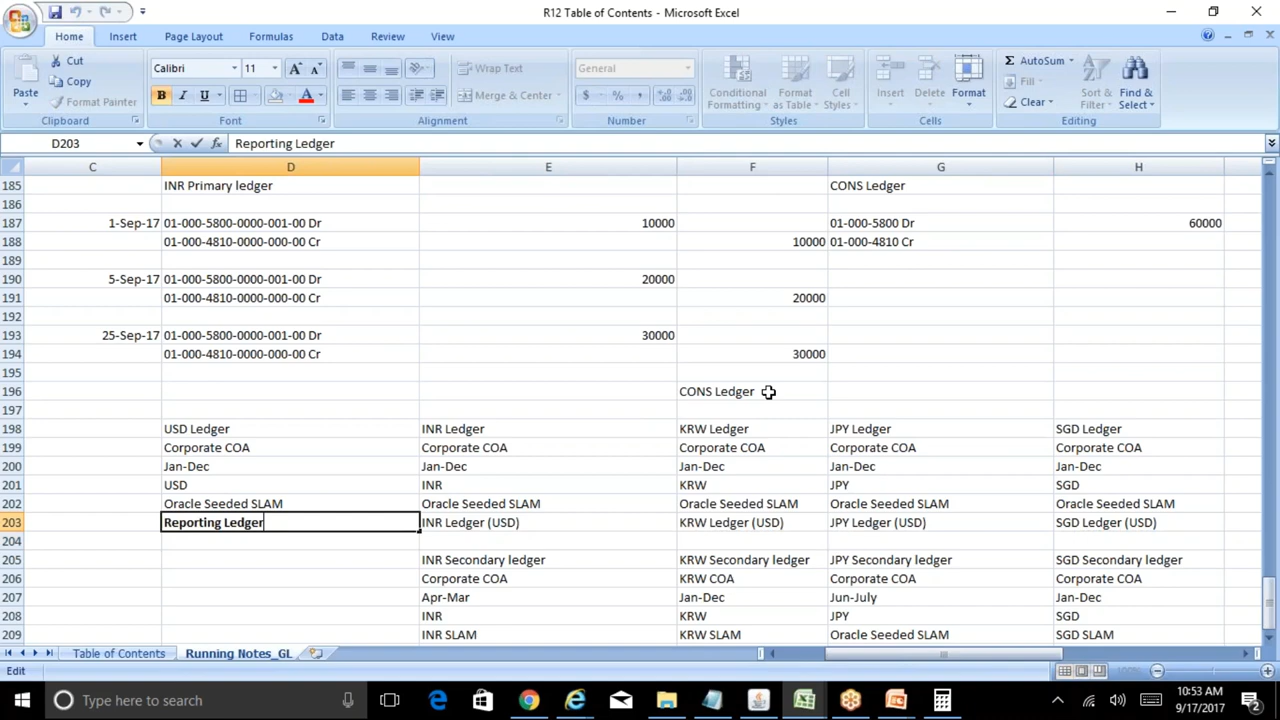 R12 Table of Contents - Microsoft Excel
Home Insert Page Layout Formulas Data Review View
Paste Cut Copy Format Painter Clipboard
Calibri 11 A A B I U A Font
Wrap Text Merge & Center Alignment
General $ % , Number
Conditional Formatting Format as Table Cell Styles Styles
Insert Delete Format Cells
Σ AutoSum Fill Clear Sort & Filter Find & Select Editing
D203 fx Reporting Ledger
C D E F G H
185 INR Primary ledger CONS Ledger
186
187 1-Sep-17 01-000-5800-0000-001-00 Dr 10000 01-000-5800 Dr 60000
188 01-000-4810-0000-000-00 Cr 10000 01-000-4810 Cr
189
190 5-Sep-17 01-000-5800-0000-001-00 Dr 20000
191 01-000-4810-0000-000-00 Cr 20000
192
193 25-Sep-17 01-000-5800-0000-001-00 Dr 30000
194 01-000-4810-0000-000-00 Cr 30000
195
196 CONS Ledger
197
198 USD Ledger INR Ledger KRW Ledger JPY Ledger SGD Ledger
199 Corporate COA Corporate COA Corporate COA Corporate COA Corporate COA
200 Jan-Dec Jan-Dec Jan-Dec Jan-Dec Jan-Dec
201 USD INR KRW JPY SGD
202 Oracle Seeded SLAM Oracle Seeded SLAM Oracle Seeded SLAM Oracle Seeded SLAM Oracle Seeded SLAM
203 Reporting Ledger INR Ledger (USD) KRW Ledger (USD) JPY Ledger (USD) SGD Ledger (USD)
204
205 INR Secondary ledger KRW Secondary ledger JPY Secondary ledger SGD Secondary ledger
206 Corporate COA KRW COA Corporate COA Corporate COA
207 Apr-Mar Jan-Dec Jun-July Jan-Dec
208 INR KRW JPY SGD
209 INR SLAM KRW SLAM Oracle Seeded SLAM SGD SLAM
Table of Contents Running Notes_GL
Edit 100%
Type here to search
10:53 AM
9/17/2017
2